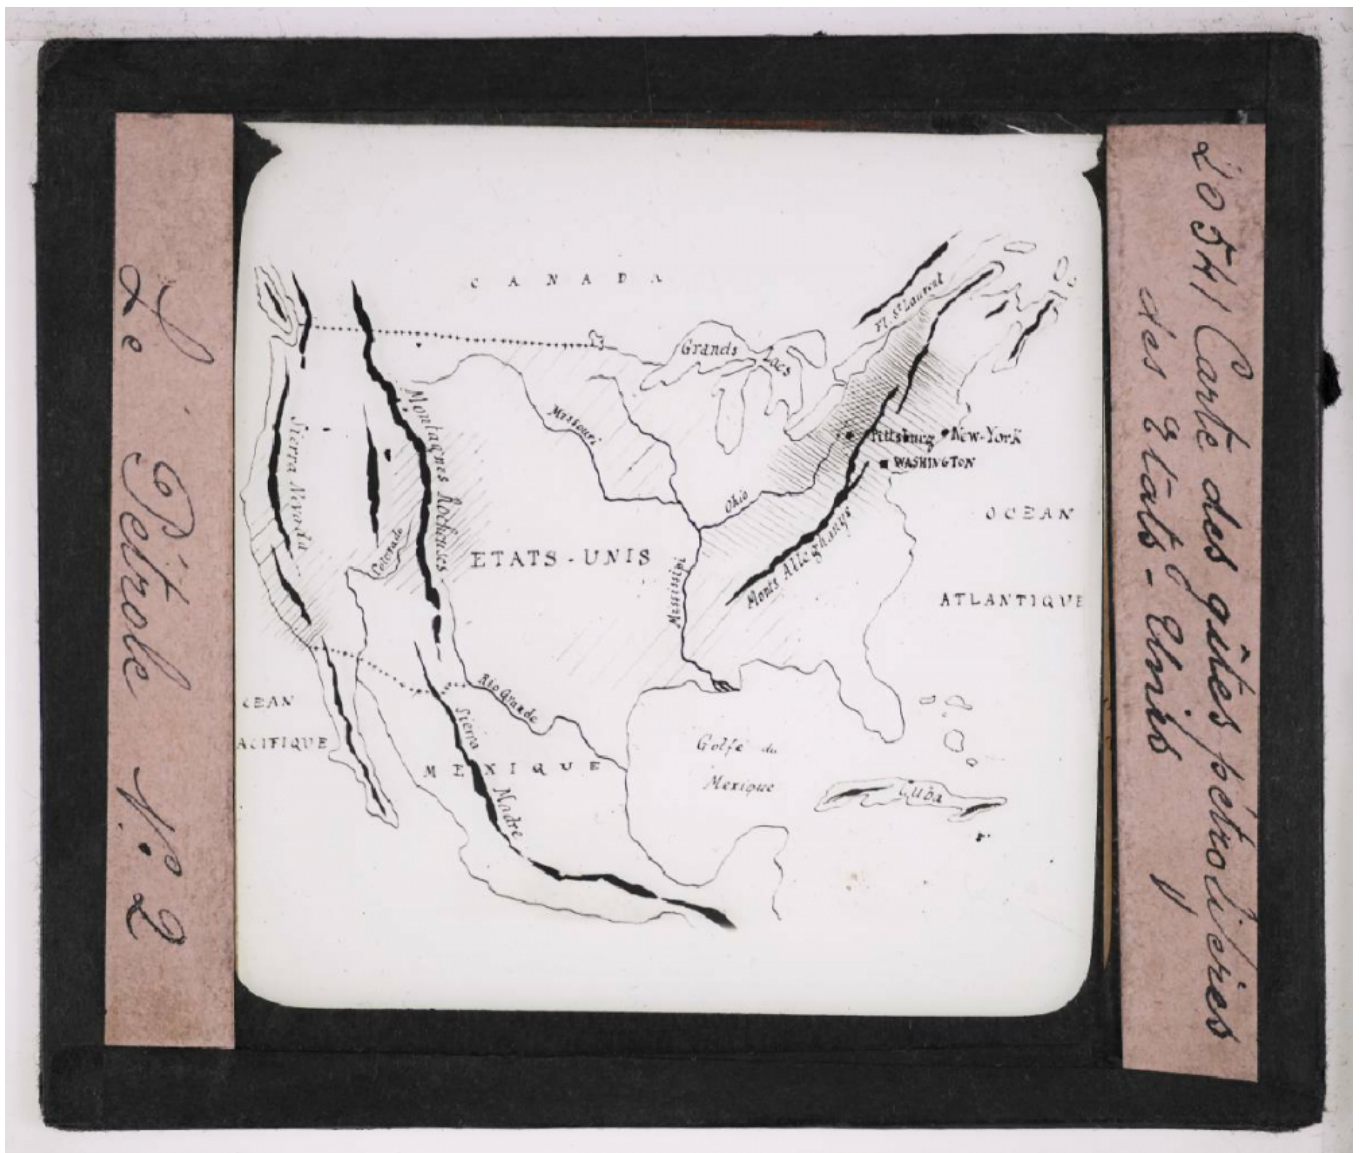 Le Pétrole N° 2
CANADA
Fl. St Laurent
Grands Lacs
Montagnes Rocheuses
Missouri
Sierra Nevada
Pittsburg
New-York
WASHINGTON
Ohio
Colorado
ETATS-UNIS
Mississipi
Monts Alleghanys
OCEAN
ATLANTIQUE
CEAN
ACIFIQUE
Rio Grande
Sierra Madre
MEXIQUE
Golfe du
Mexique
Cuba
20541 Carte des gîtes pétrolifères
des Etats-Unis